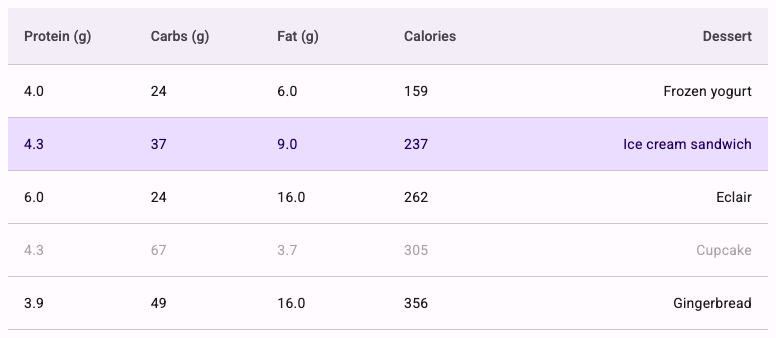 Protein (g) Carbs (g) Fat (g) Calories Dessert
4.0 24 6.0 159 Frozen yogurt
4.3 37 9.0 237 Ice cream sandwich
6.0 24 16.0 262 Eclair
4.3 67 3.7 305 Cupcake
3.9 49 16.0 356 Gingerbread